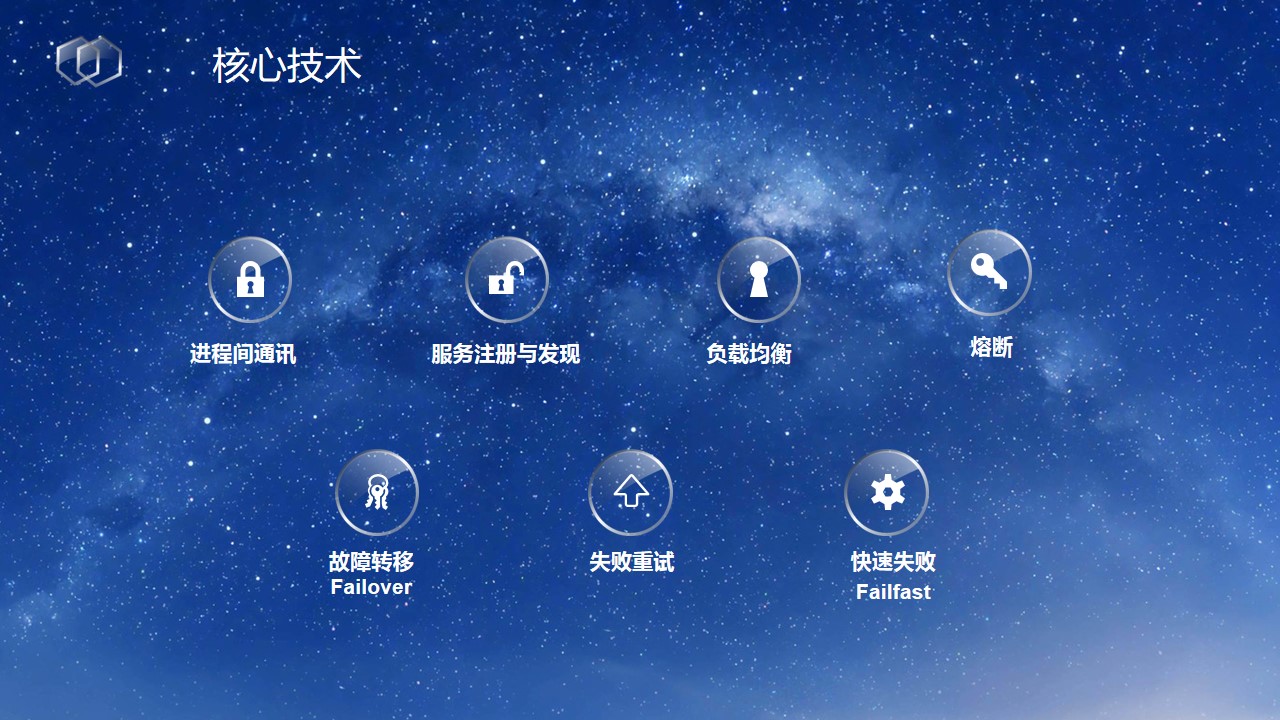 核心技术
进程间通讯
服务注册与发现
负载均衡
熔断
故障转移
Failover
失败重试
快速失败
Failfast